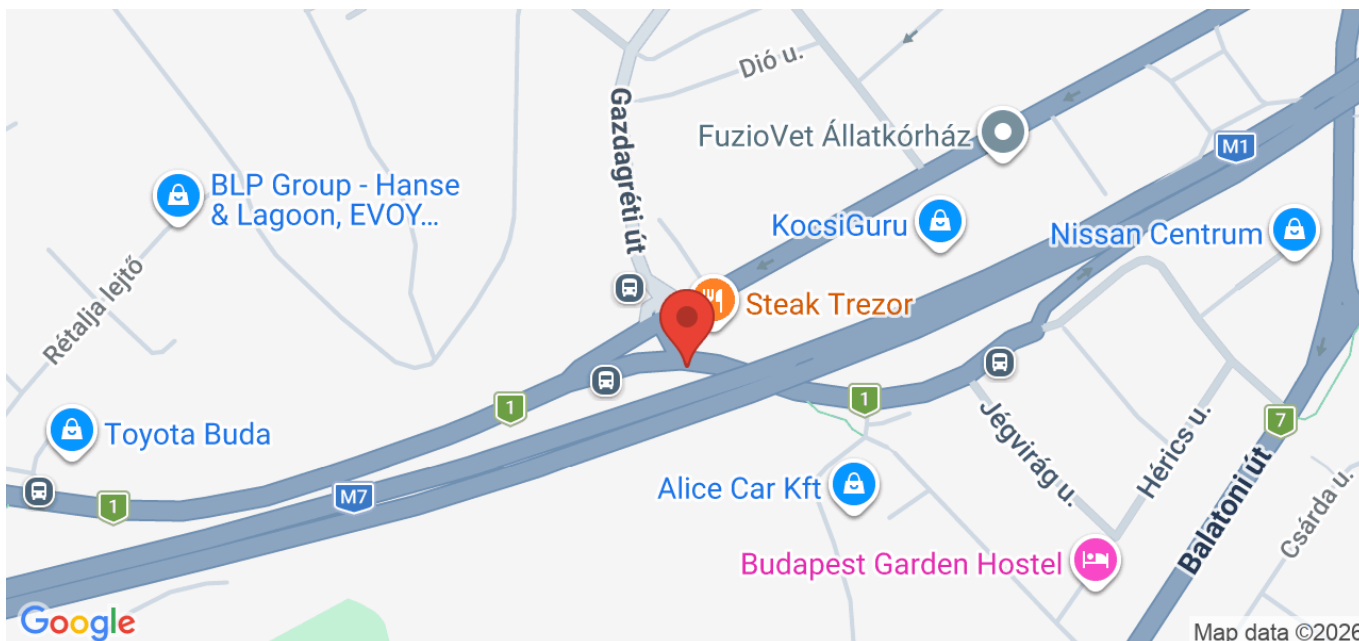 Dió u.
Gazdagréti út
FuzioVet Állatkórház
M1
BLP Group - Hanse
& Lagoon, EVOY...
KocsiGuru
Nissan Centrum
Rétalja lejtő
Steak Trezor
1
1
Toyota Buda
Jégvirág u.
Hérics u.
7
M7
1
Alice Car Kft
Balatoni út
Csárda u.
Budapest Garden Hostel
Google
Map data ©2026